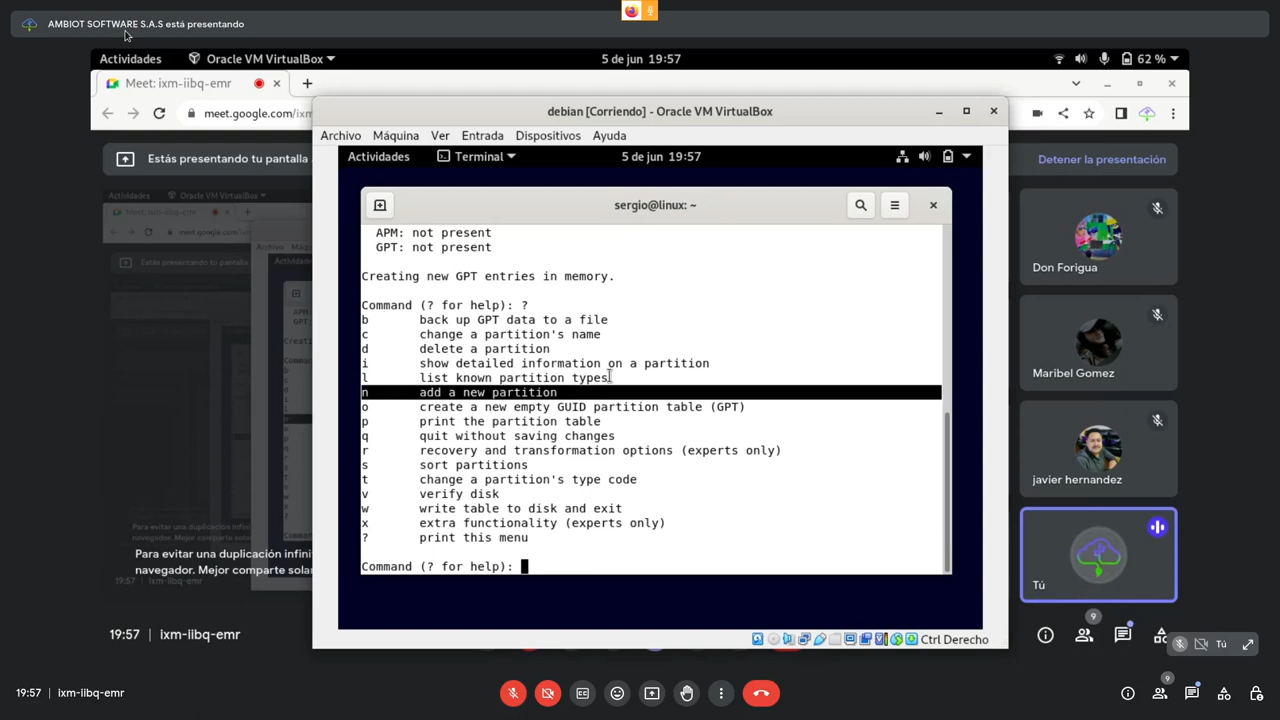 AMBIOT SOFTWARE S.A.S está presentando
Actividades
Oracle VM VirtualBox
5 de jun 19:57
62 %
Meet: ixm-iibq-emr
meet.google.com/ixm
debian [Corriendo] - Oracle VM VirtualBox
Archivo Máquina Ver Entrada Dispositivos Ayuda
Estás presentando tu pantalla
Detener la presentación
Actividades
Terminal
5 de jun 19:57
sergio@linux: ~
APM: not present
GPT: not present
Creating new GPT entries in memory.
Command (? for help): ?
b back up GPT data to a file
c change a partition's name
d delete a partition
i show detailed information on a partition
l list known partition types
n add a new partition
o create a new empty GUID partition table (GPT)
p print the partition table
q quit without saving changes
r recovery and transformation options (experts only)
s sort partitions
t change a partition's type code
v verify disk
w write table to disk and exit
x extra functionality (experts only)
? print this menu
Command (? for help):
Ctrl Derecho
Don Forigua
Maribel Gomez
javier hernandez
Tú
Para evitar una duplicación infini
navegador. Mejor comparte solar
19:57 | ixm-iibq-emr
9
Tú
19:57 | ixm-iibq-emr
9